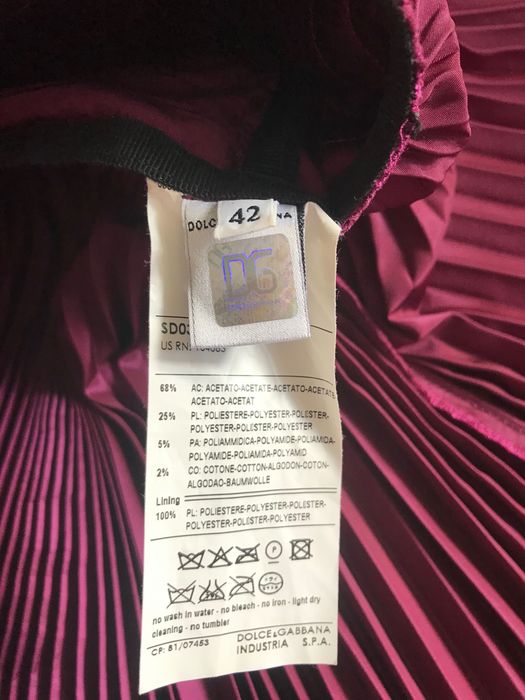 42
DG
US RN:
68% AC: ACETATO-ACETATE-ACETATO-ACETATE
ACETATO-ACETAT
25% PL: POLIESTERE-POLYESTER-POLIESTER-
POLYESTER-POLIESTER-POLYESTER
5% PA: POLIAMMIDICA-POLYAMIDE-POLIAMIDA-
POLYAMIDE-POLIAMIDA-POLYAMID
2% CO: COTONE-COTTON-ALGODON-COTON-
ALGODAO-BAUMWOLLE
Lining
100% PL: POLIESTERE-POLYESTER-POLIESTER-
POLYESTER-POLIESTER-POLYESTER
P
no wash in water - no bleach - no iron - light dry
cleaning - no tumbler
DOLCE&GABBANA
CP: 81/07453 INDUSTRIA S.P.A.